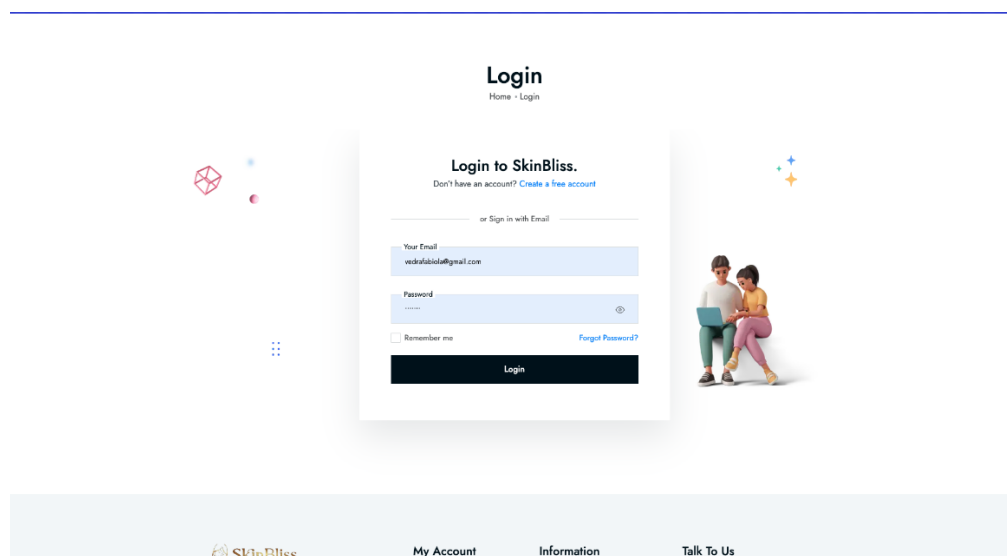 Login
Home - Login
Login to SkinBliss.
Don't have an account? Create a free account
or Sign in with Email
Your Email
vedrafabiola@gmail.com
Password
·······
Remember me
Forgot Password?
Login
SkinBliss
My Account
Information
Talk To Us